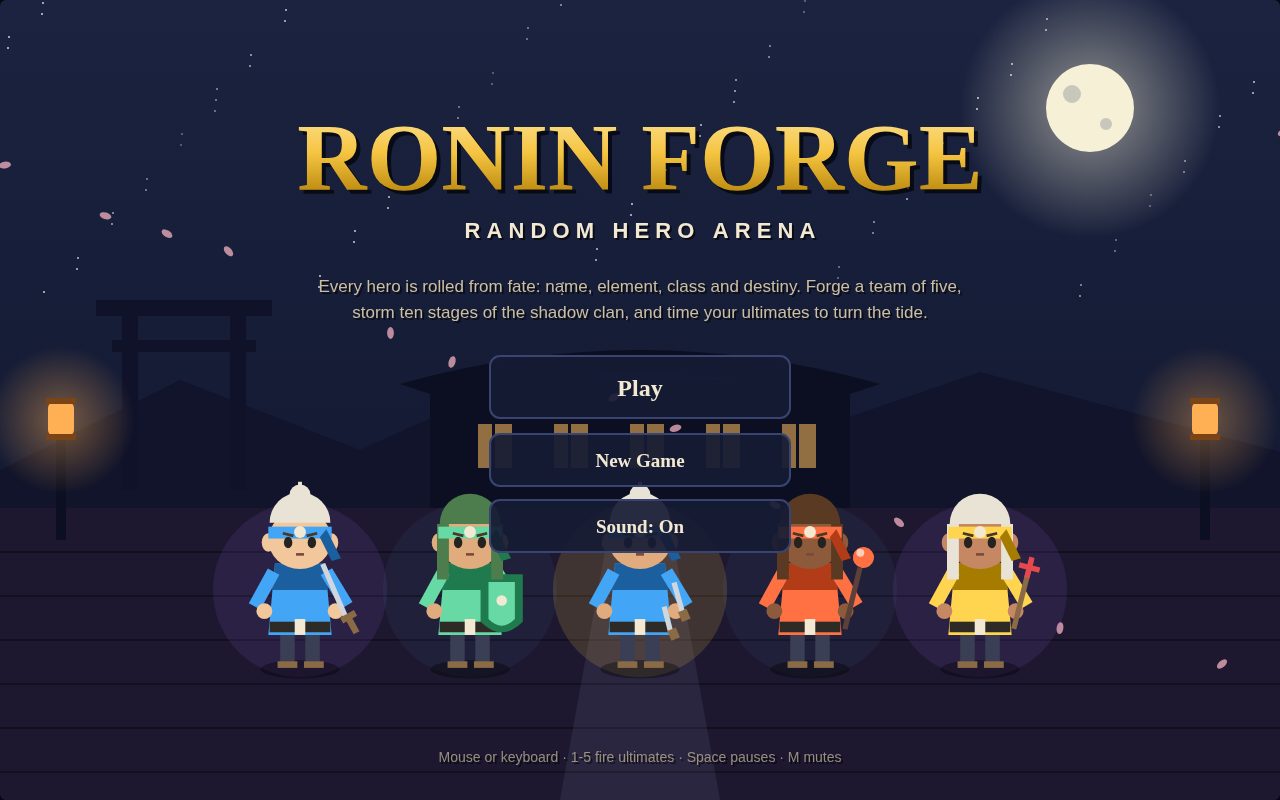 RONIN FORGE
RANDOM HERO ARENA
Every hero is rolled from fate: name, element, class and destiny. Forge a team of five,
storm ten stages of the shadow clan, and time your ultimates to turn the tide.
Play
New Game
Sound: On
Mouse or keyboard · 1-5 fire ultimates · Space pauses · M mutes